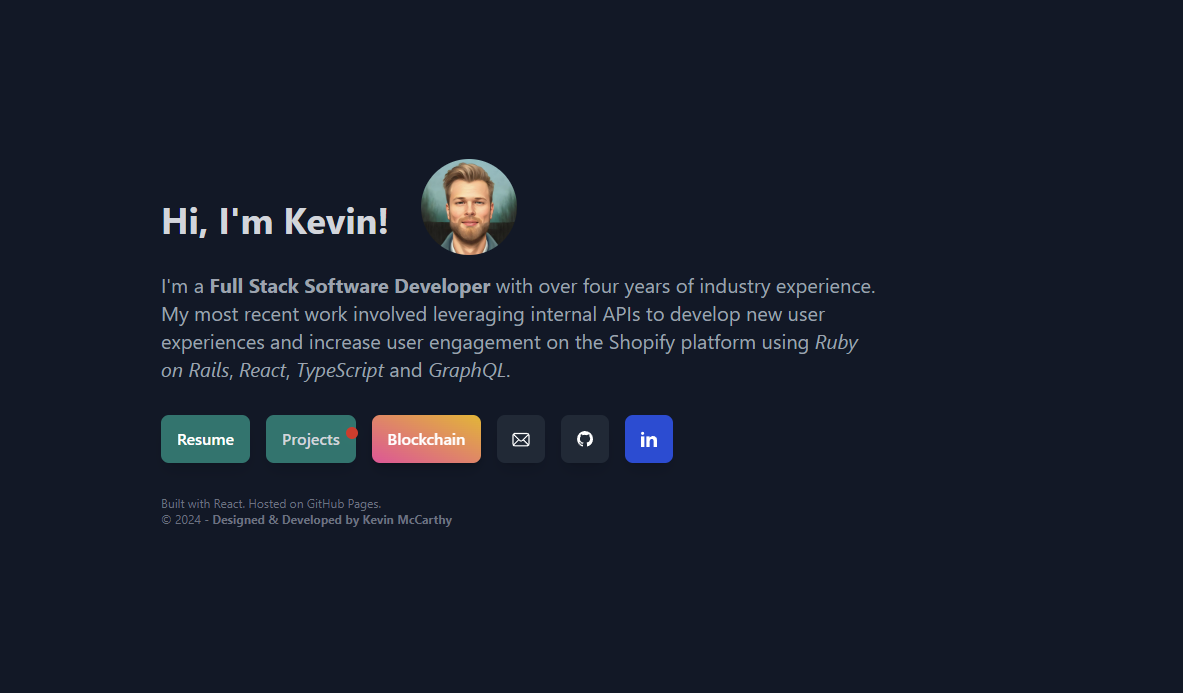 Hi, I'm Kevin!
I'm a Full Stack Software Developer with over four years of industry experience.
My most recent work involved leveraging internal APIs to develop new user
experiences and increase user engagement on the Shopify platform using Ruby
on Rails, React, TypeScript and GraphQL.
Resume Projects Blockchain in
Built with React. Hosted on GitHub Pages.
© 2024 - Designed & Developed by Kevin McCarthy